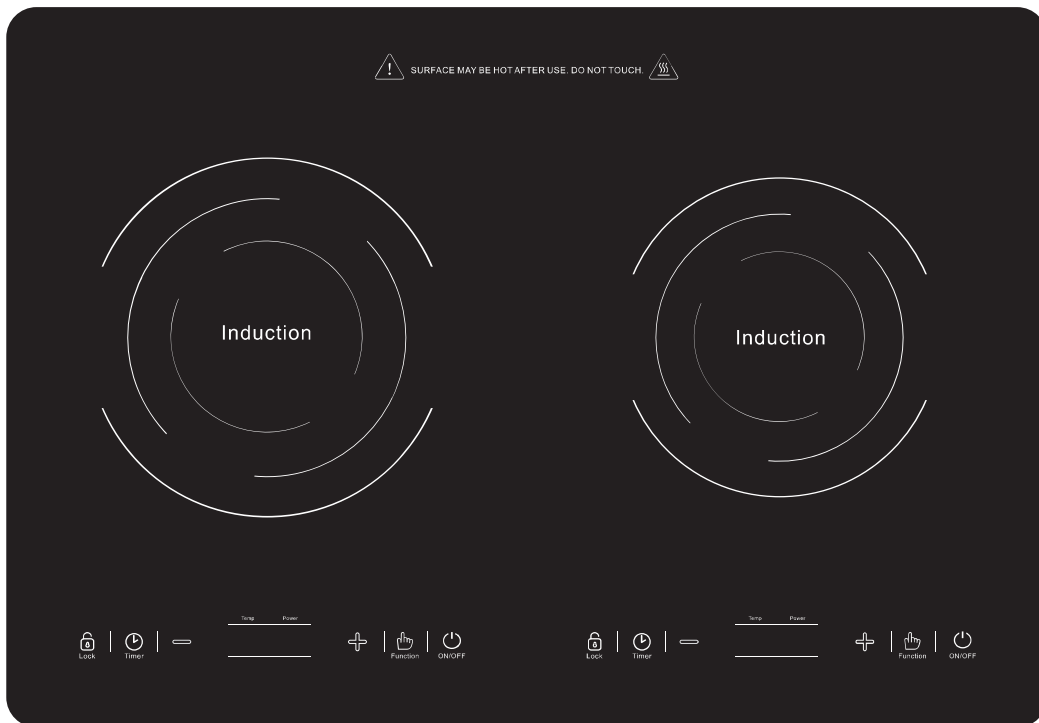 SURFACE MAY BE HOT AFTER USE. DO NOT TOUCH.
Induction
Induction
Temp Power
Lock Timer Function ON/OFF
Temp Power
Lock Timer Function ON/OFF